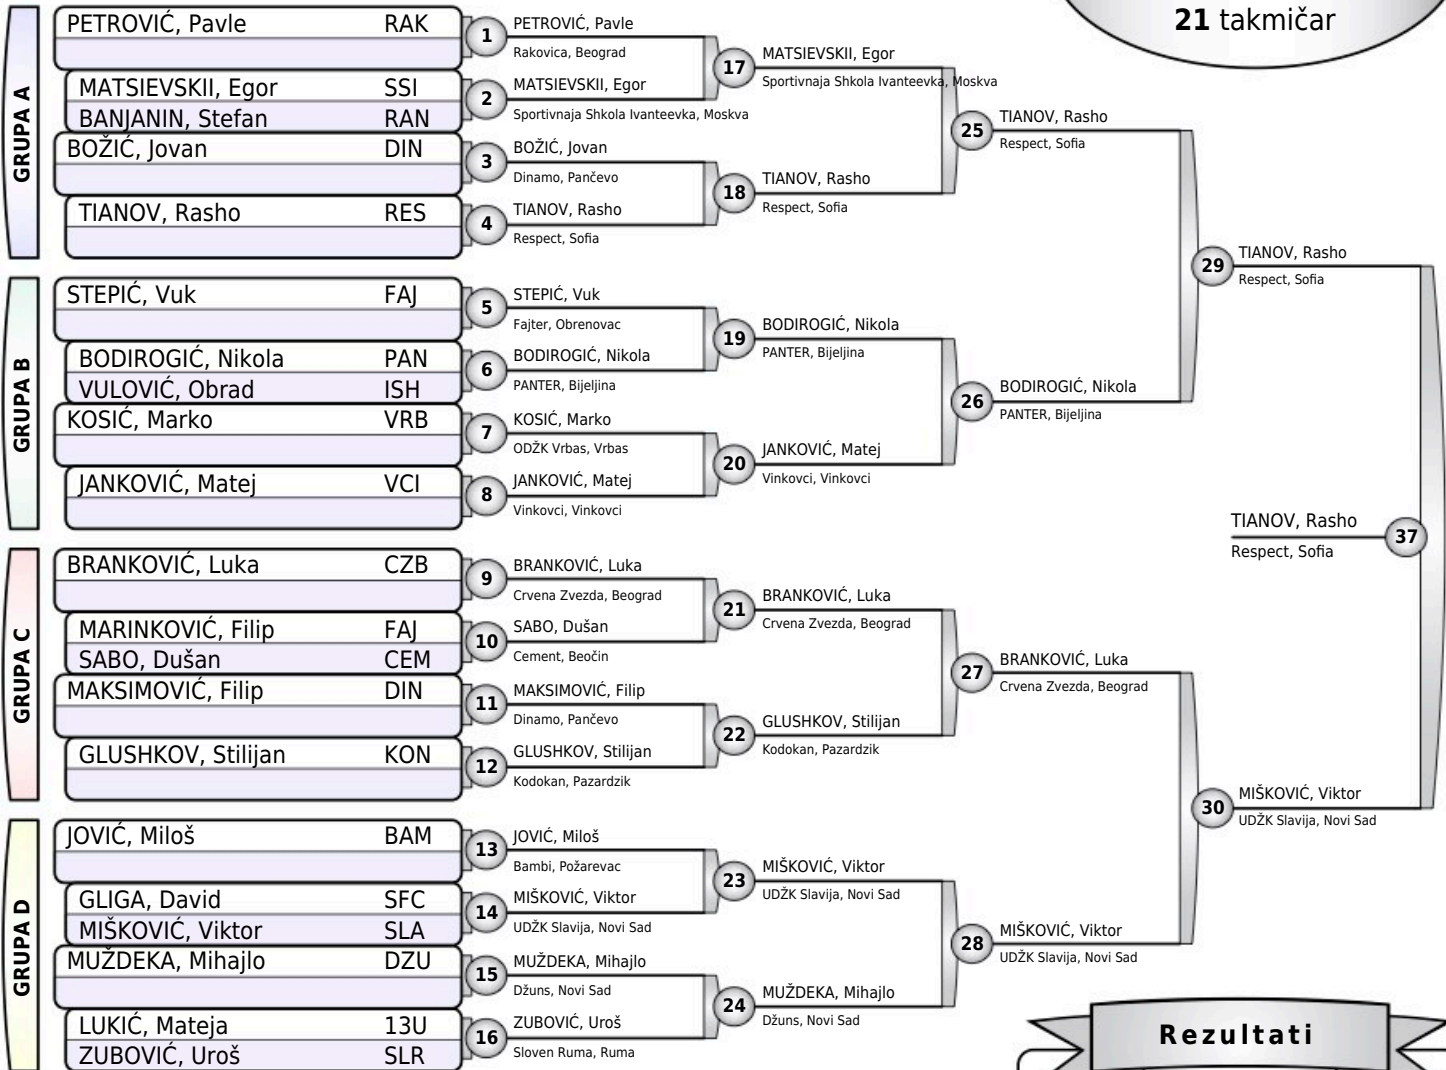 21 takmičar
GRUPA A
PETROVIĆ, Pavle RAK
MATSIEVSKII, Egor SSI
BANJANIN, Stefan RAN
BOŽIĆ, Jovan DIN
TIANOV, Rasho RES
GRUPA B
STEPIĆ, Vuk FAJ
BODIROGIĆ, Nikola PAN
VULOVIĆ, Obrad ISH
KOSIĆ, Marko VRB
JANKOVIĆ, Matej VCI
GRUPA C
BRANKOVIĆ, Luka CZB
MARINKOVIĆ, Filip FAJ
SABO, Dušan CEM
MAKSIMOVIĆ, Filip DIN
GLUSHKOV, Stilijan KON
GRUPA D
JOVIĆ, Miloš BAM
GLIGA, David SFC
MIŠKOVIĆ, Viktor SLA
MUŽDEKA, Mihajlo DZU
LUKIĆ, Mateja 13U
ZUBOVIĆ, Uroš SLR
1 PETROVIĆ, Pavle
Rakovica, Beograd
2 MATSIEVSKII, Egor
Sportivnaja Shkola Ivanteevka, Moskva
3 BOŽIĆ, Jovan
Dinamo, Pančevo
4 TIANOV, Rasho
Respect, Sofia
5 STEPIĆ, Vuk
Fajter, Obrenovac
6 BODIROGIĆ, Nikola
PANTER, Bijeljina
7 KOSIĆ, Marko
ODŽK Vrbas, Vrbas
8 JANKOVIĆ, Matej
Vinkovci, Vinkovci
9 BRANKOVIĆ, Luka
Crvena Zvezda, Beograd
10 SABO, Dušan
Cement, Beočin
11 MAKSIMOVIĆ, Filip
Dinamo, Pančevo
12 GLUSHKOV, Stilijan
Kodokan, Pazardzik
13 JOVIĆ, Miloš
Bambi, Požarevac
14 MIŠKOVIĆ, Viktor
UDŽK Slavija, Novi Sad
15 MUŽDEKA, Mihajlo
Džuns, Novi Sad
16 ZUBOVIĆ, Uroš
Sloven Ruma, Ruma
17 MATSIEVSKII, Egor
Sportivnaja Shkola Ivanteevka, Moskva
18 TIANOV, Rasho
Respect, Sofia
19 BODIROGIĆ, Nikola
PANTER, Bijeljina
20 JANKOVIĆ, Matej
Vinkovci, Vinkovci
21 BRANKOVIĆ, Luka
Crvena Zvezda, Beograd
22 GLUSHKOV, Stilijan
Kodokan, Pazardzik
23 MIŠKOVIĆ, Viktor
UDŽK Slavija, Novi Sad
24 MUŽDEKA, Mihajlo
Džuns, Novi Sad
25 TIANOV, Rasho
Respect, Sofia
26 BODIROGIĆ, Nikola
PANTER, Bijeljina
27 BRANKOVIĆ, Luka
Crvena Zvezda, Beograd
28 MIŠKOVIĆ, Viktor
UDŽK Slavija, Novi Sad
29 TIANOV, Rasho
Respect, Sofia
30 MIŠKOVIĆ, Viktor
UDŽK Slavija, Novi Sad
TIANOV, Rasho 37
Respect, Sofia
Rezultati